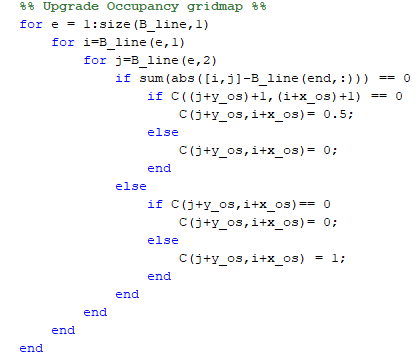 %% Upgrade Occupancy gridmap %%
for e = 1:size(B_line,1)
for i=B_line(e,1)
for j=B_line(e,2)
if sum(abs([i,j]-B_line(end,:))) == 0
if C((j+y_os)+1,(i+x_os)+1) == 0
C(j+y_os,i+x_os)= 0.5;
else
C(j+y_os,i+x_os)= 0;
end
else
if C(j+y_os,i+x_os)== 0
C(j+y_os,i+x_os)= 0;
else
C(j+y_os,i+x_os) = 1;
end
end
end
end
end